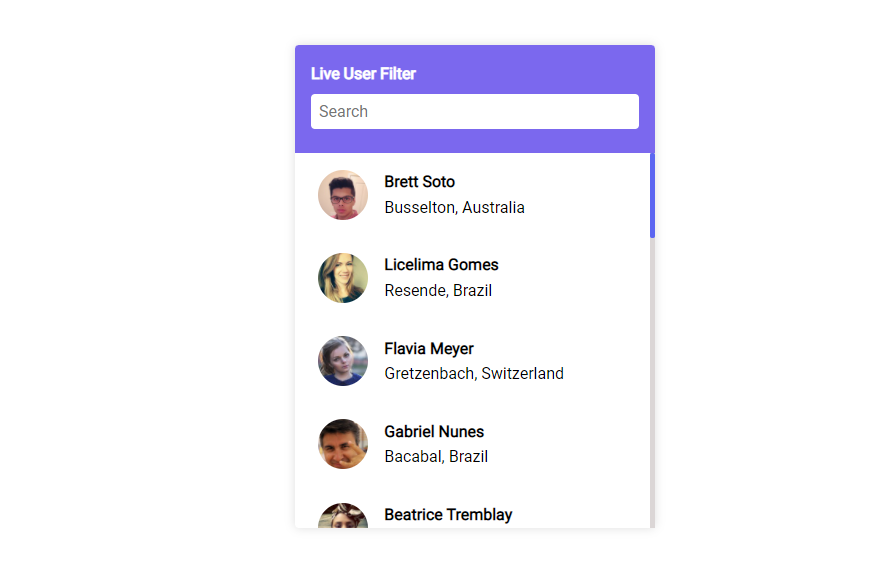 Live User Filter
Search
Brett Soto
Busselton, Australia
Licelima Gomes
Resende, Brazil
Flavia Meyer
Gretzenbach, Switzerland
Gabriel Nunes
Bacabal, Brazil
Beatrice Tremblay